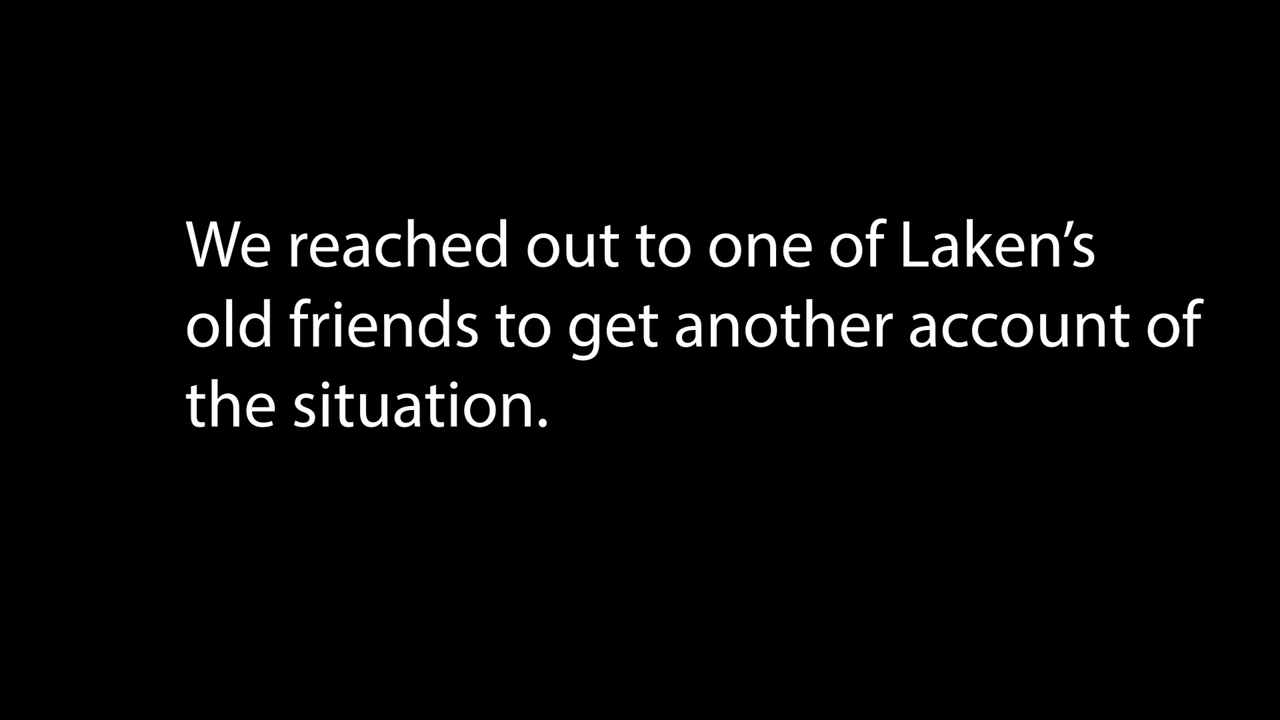 We reached out to one of Laken’s
old friends to get another account of
the situation.